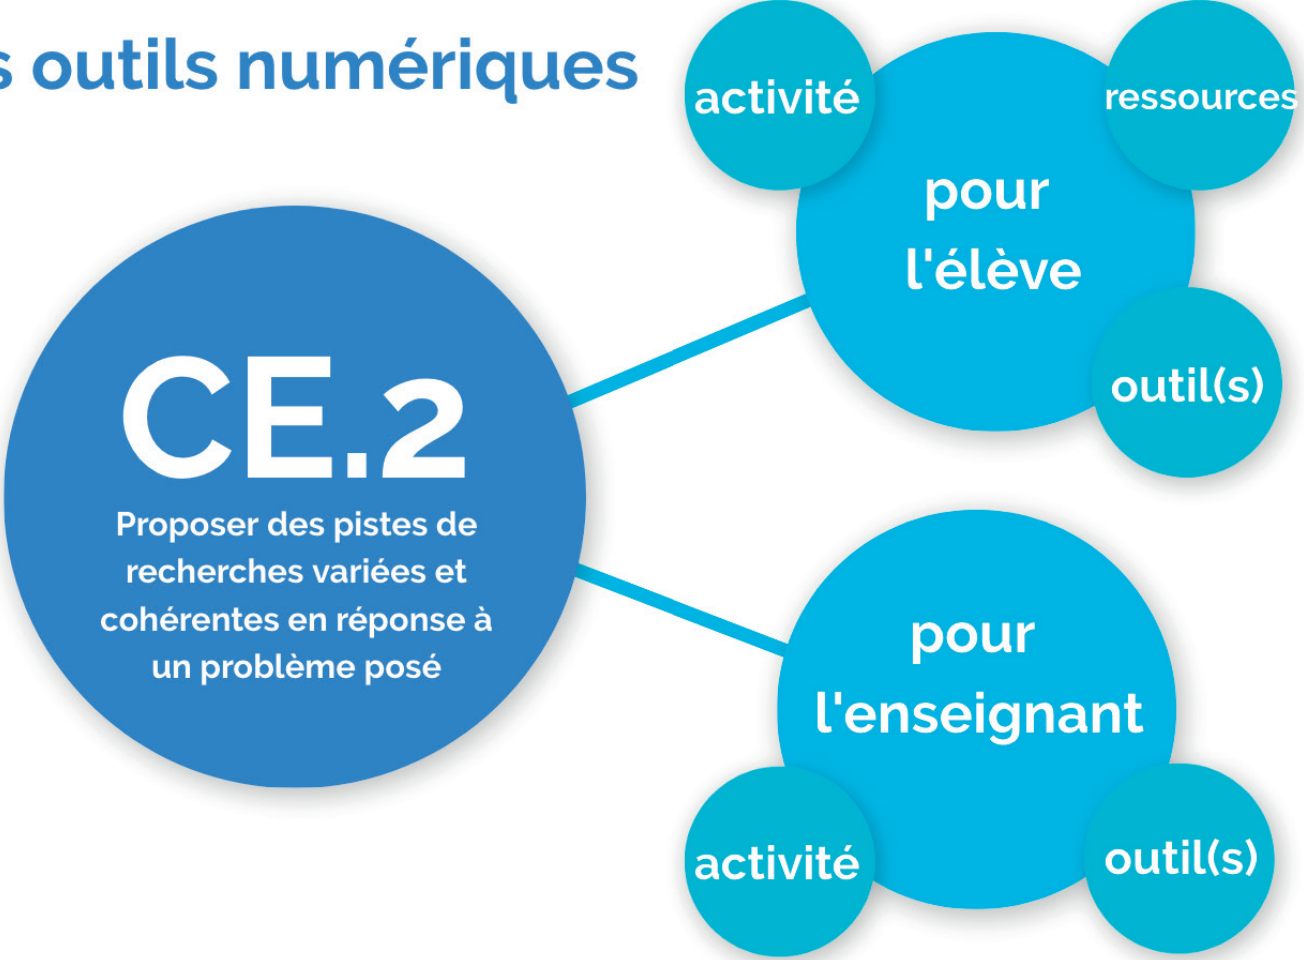 s outils numériques
CE.2
Proposer des pistes de
recherches variées et
cohérentes en réponse à
un problème posé
activité
ressources
pour
l'élève
outil(s)
pour
l'enseignant
activité
outil(s)